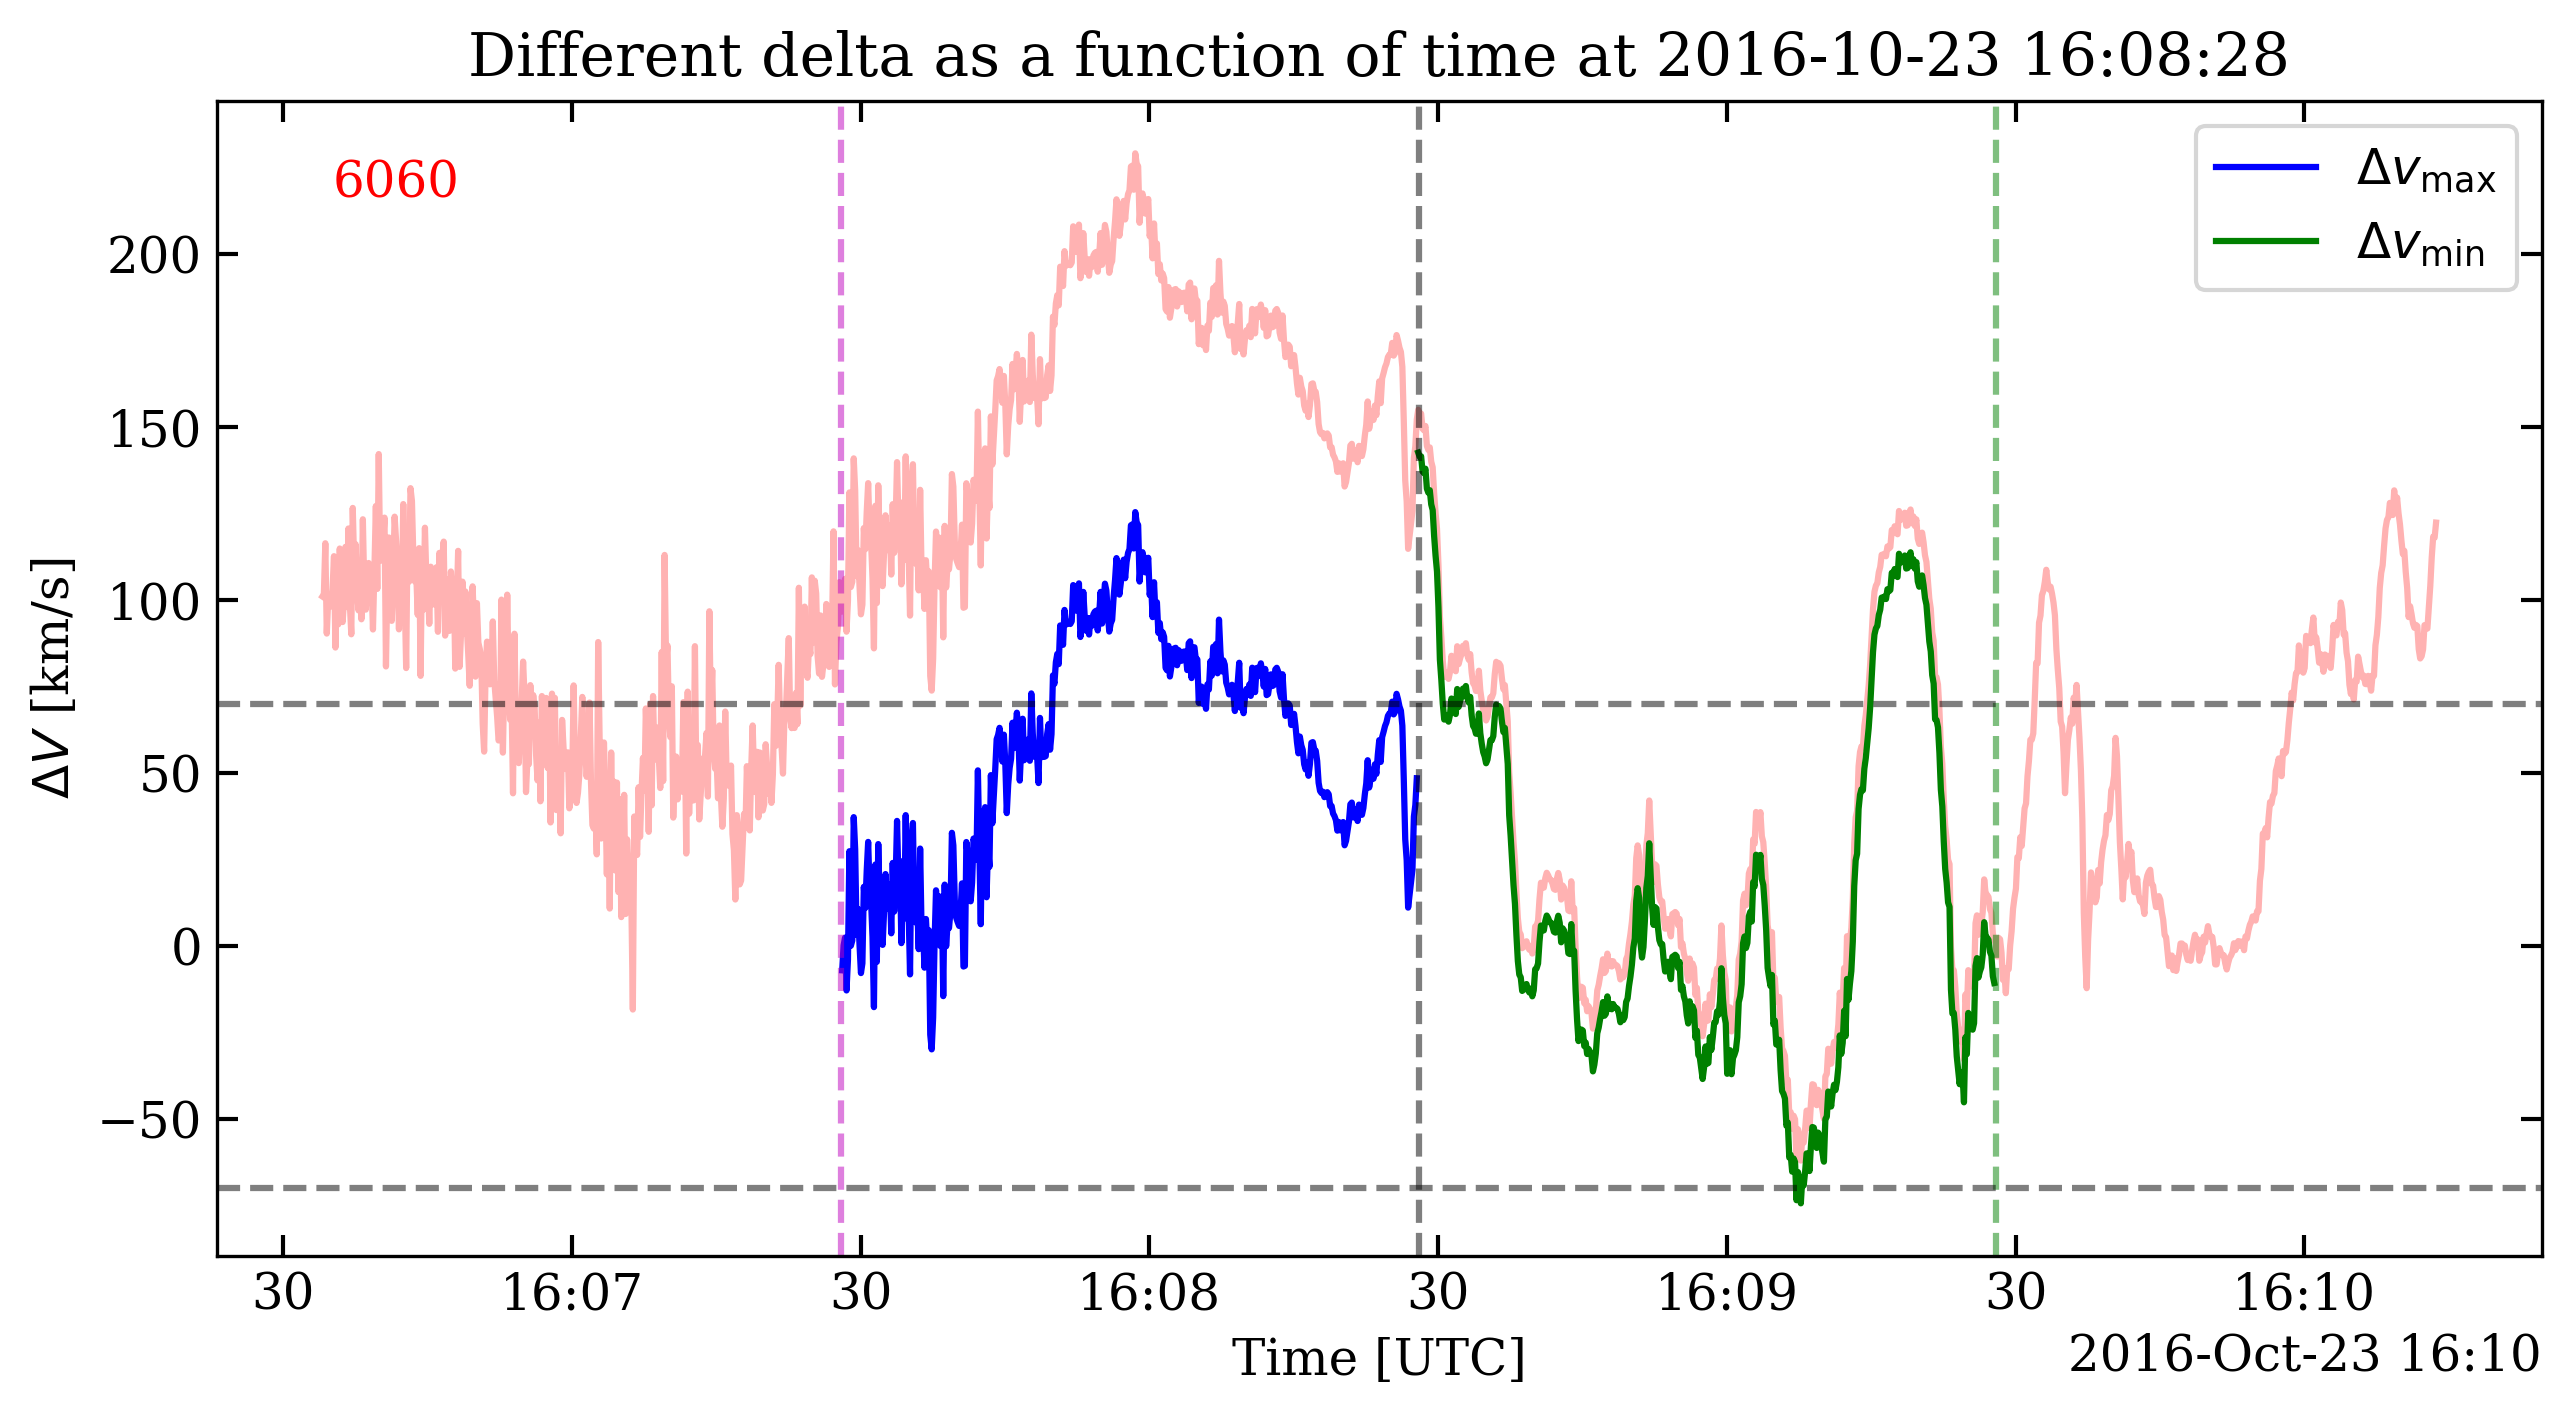 Different delta as a function of time at 2016-10-23 16:08:28
6060
Δv_max
Δv_min
200
150
100
50
0
−50
ΔV [km/s]
30 16:07 30 16:08 30 16:09 30 16:10
Time [UTC]
2016-Oct-23 16:10